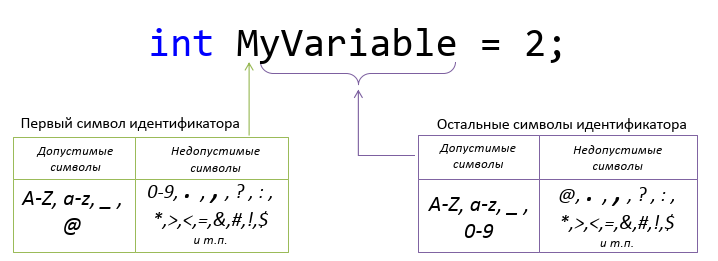 int MyVariable = 2;
Первый символ идентификатора
Допустимые
символы
Недопустимые
символы
A-Z, a-z, _ ,
@
0-9, . , , , ? , : ,
*,>,<,=,&,#,!,$
и т.п.
Остальные символы идентификатора
Допустимые
символы
Недопустимые
символы
A-Z, a-z, _ ,
0-9
@, . , , , ? , : ,
*,>,<,=,&,#,!,$
и т.п.